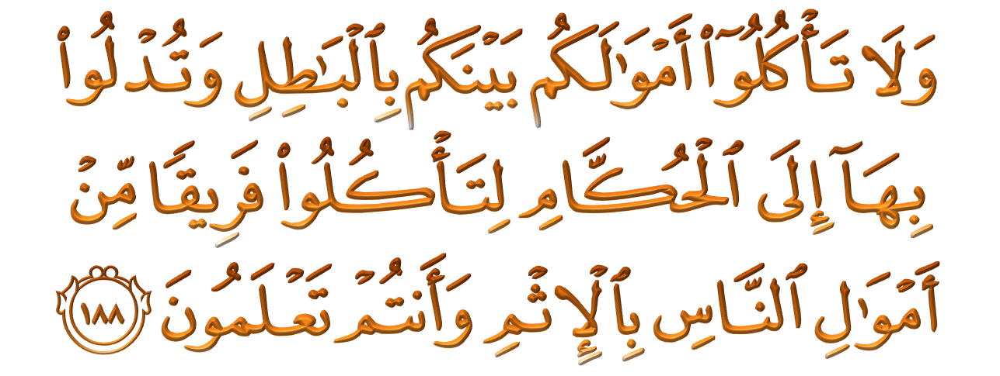 وَلَا تَأْكُلُوٓا۟ أَمْوَٰلَكُم بَيْنَكُم بِٱلْبَـٰطِلِ وَتُدْلُوا۟
بِهَآ إِلَى ٱلْحُكَّامِ لِتَأْكُلُوا۟ فَرِيقًا مِّنْ
أَمْوَٰلِ ٱلنَّاسِ بِٱلْإِثْمِ وَأَنتُمْ تَعْلَمُونَ ١٨٨